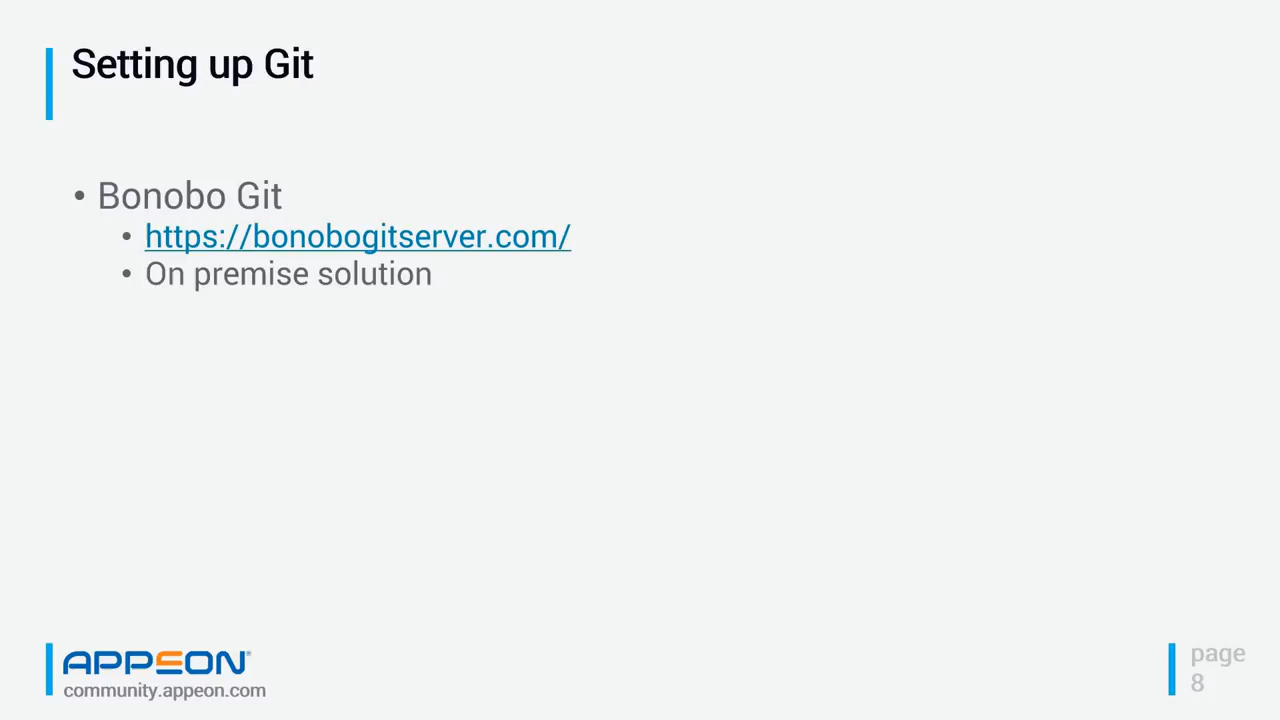 Setting up Git
• Bonobo Git
• https://bonobogitserver.com/
• On premise solution
APPEON®
community.appeon.com
page
8